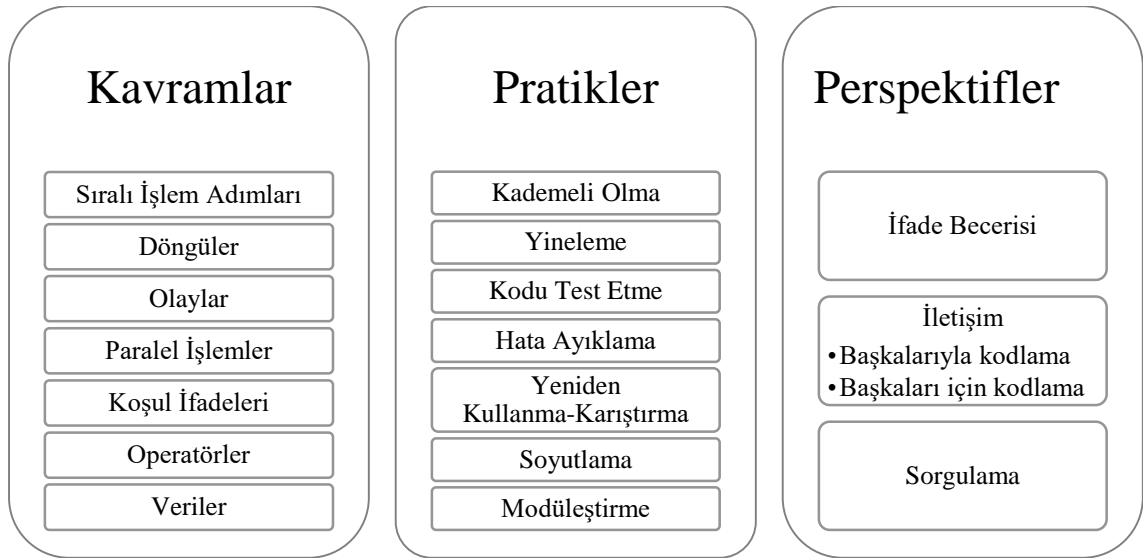 Kavramlar
Sıralı İşlem Adımları
Döngüler
Olaylar
Paralel İşlemler
Koşul İfadeleri
Operatörler
Veriler
Pratikler
Kademeli Olma
Yineleme
Kodu Test Etme
Hata Ayıklama
Yeniden
Kullanma-Karıştırma
Soyutlama
Modüleştirme
Perspektifler
İfade Becerisi
İletişim
•Başkalarıyla kodlama
•Başkaları için kodlama
Sorgulama